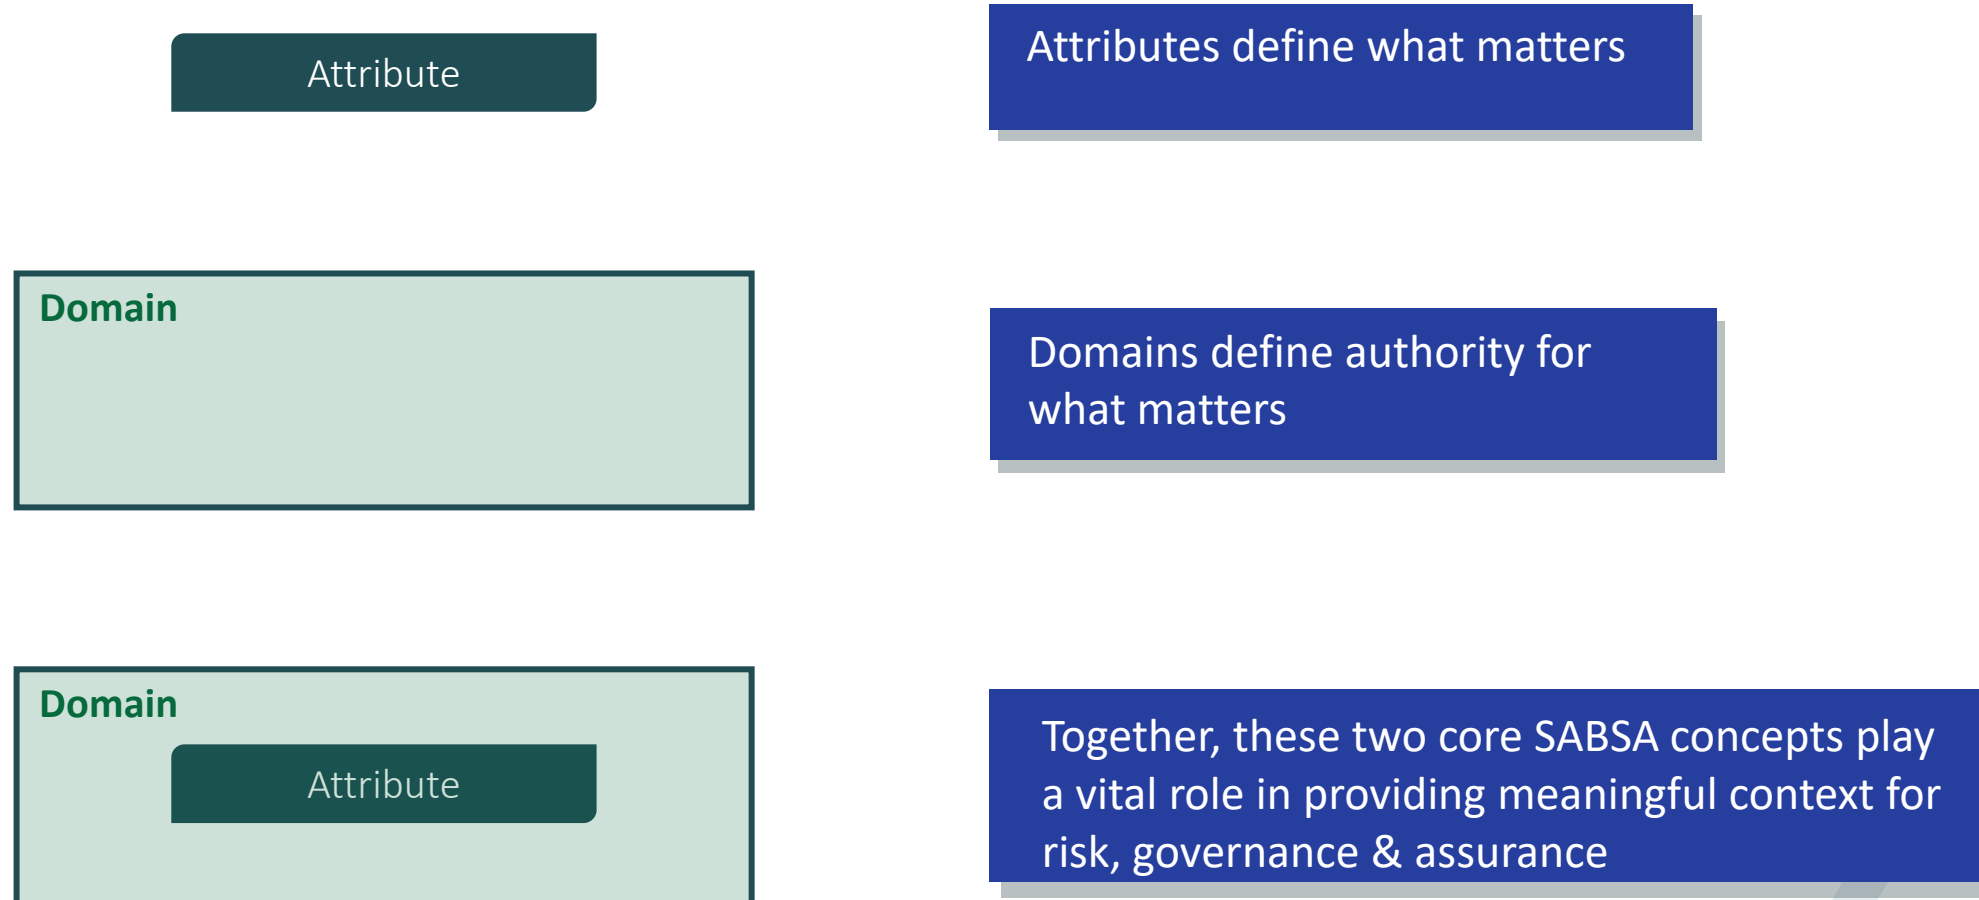 Attribute
Attributes define what matters
Domain
Domains define authority for
what matters
Domain
Attribute
Together, these two core SABSA concepts play
a vital role in providing meaningful context for
risk, governance & assurance